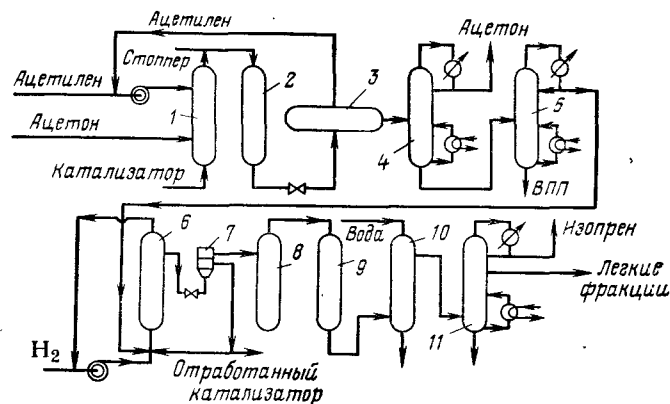 Ацетилен
Ацетон
Стоппер
Ацетилен
1
2
3
4
5
Ацетон
Катализатор
ВПП
6
7
8
9
Вода
10
11
Изопрен
Легкие
фракции
H₂
Отработанный
катализатор